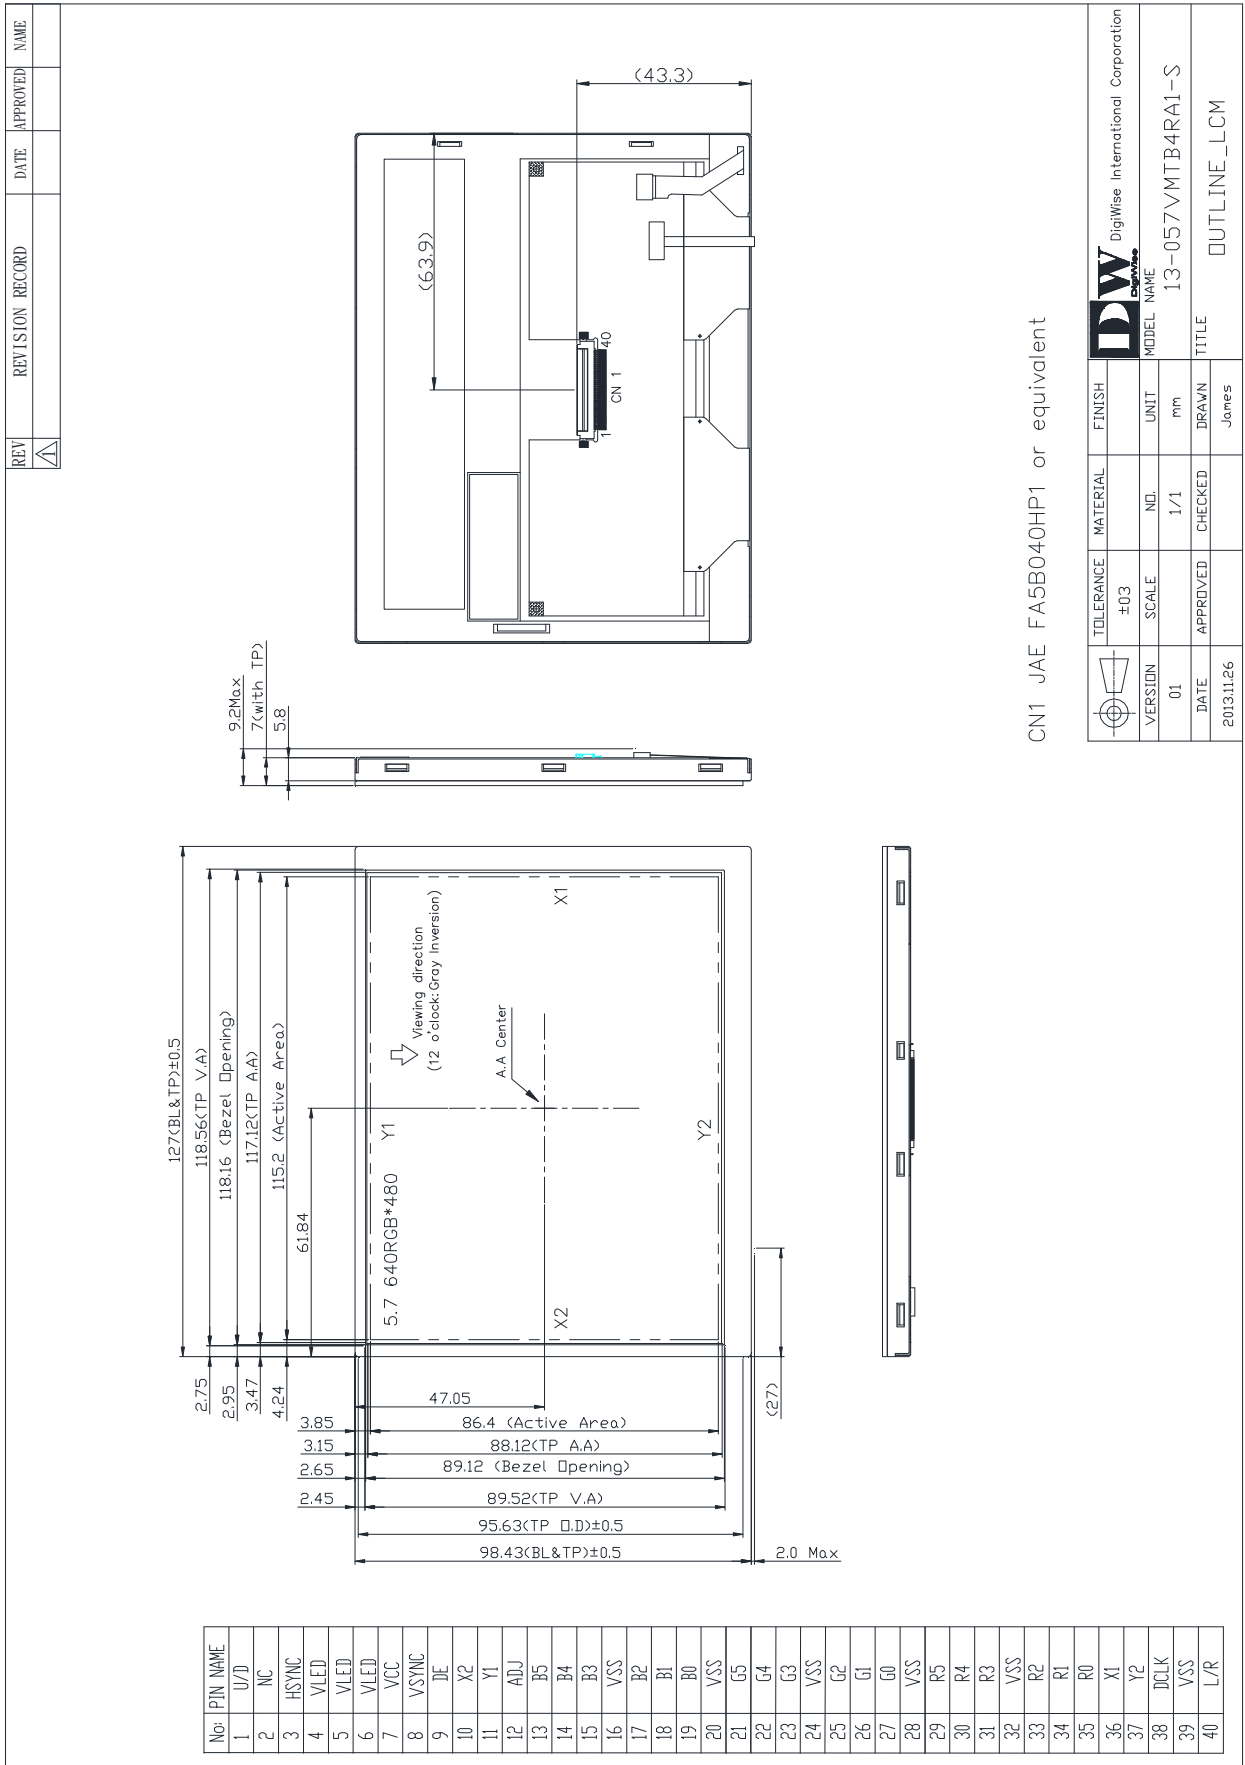 REV REVISION RECORD DATE APPROVED NAME
1
127(BL&TP)±0.5
118.56(TP V.A)
118.16 (Bezel Opening)
117.12(TP A.A)
115.2 (Active Area)
61.84
2.75
2.95
3.47
4.24
3.85
3.15
2.65
2.45
47.05
86.4 (Active Area)
88.12(TP A.A)
89.12 (Bezel Opening)
89.52(TP V.A)
95.63(TP O.D)±0.5
98.43(BL&TP)±0.5
2.0 Max
(27)
5.7 640RGB*480
Y1
Y2
X1
X2
Viewing direction
(12 o'clock:Gray Inversion)
A.A Center
9.2Max
7(with TP)
5.8
(63.9)
(43.3)
1
CN 1
40
CN1 JAE FA5B040HP1 or equivalent
No: PIN NAME
1 U/D
2 NC
3 HSYNC
4 VLED
5 VLED
6 VLED
7 VCC
8 VSYNC
9 DE
10 X2
11 Y1
12 ADJ
13 B5
14 B4
15 B3
16 VSS
17 B2
18 B1
19 B0
20 VSS
21 G5
22 G4
23 G3
24 VSS
25 G2
26 G1
27 G0
28 VSS
29 R5
30 R4
31 R3
32 VSS
33 R2
34 R1
35 R0
36 X1
37 Y2
38 DCLK
39 VSS
40 L/R
TOLERANCE MATERIAL FINISH
±03
DW DigiWise DigiWise International Corporation
VERSION SCALE NO. UNIT MODEL NAME
01 1/1 mm 13-057VMTB4RA1-S
DATE APPROVED CHECKED DRAWN TITLE
2013.11.26 James OUTLINE_LCM